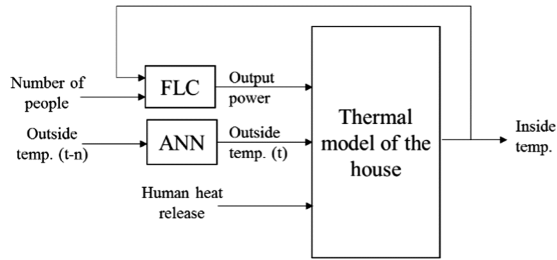 Number of
people
FLC
Output
power
Outside
temp. (t-n)
ANN
Outside
temp. (t)
Human heat
release
Thermal
model of the
house
Inside
temp.